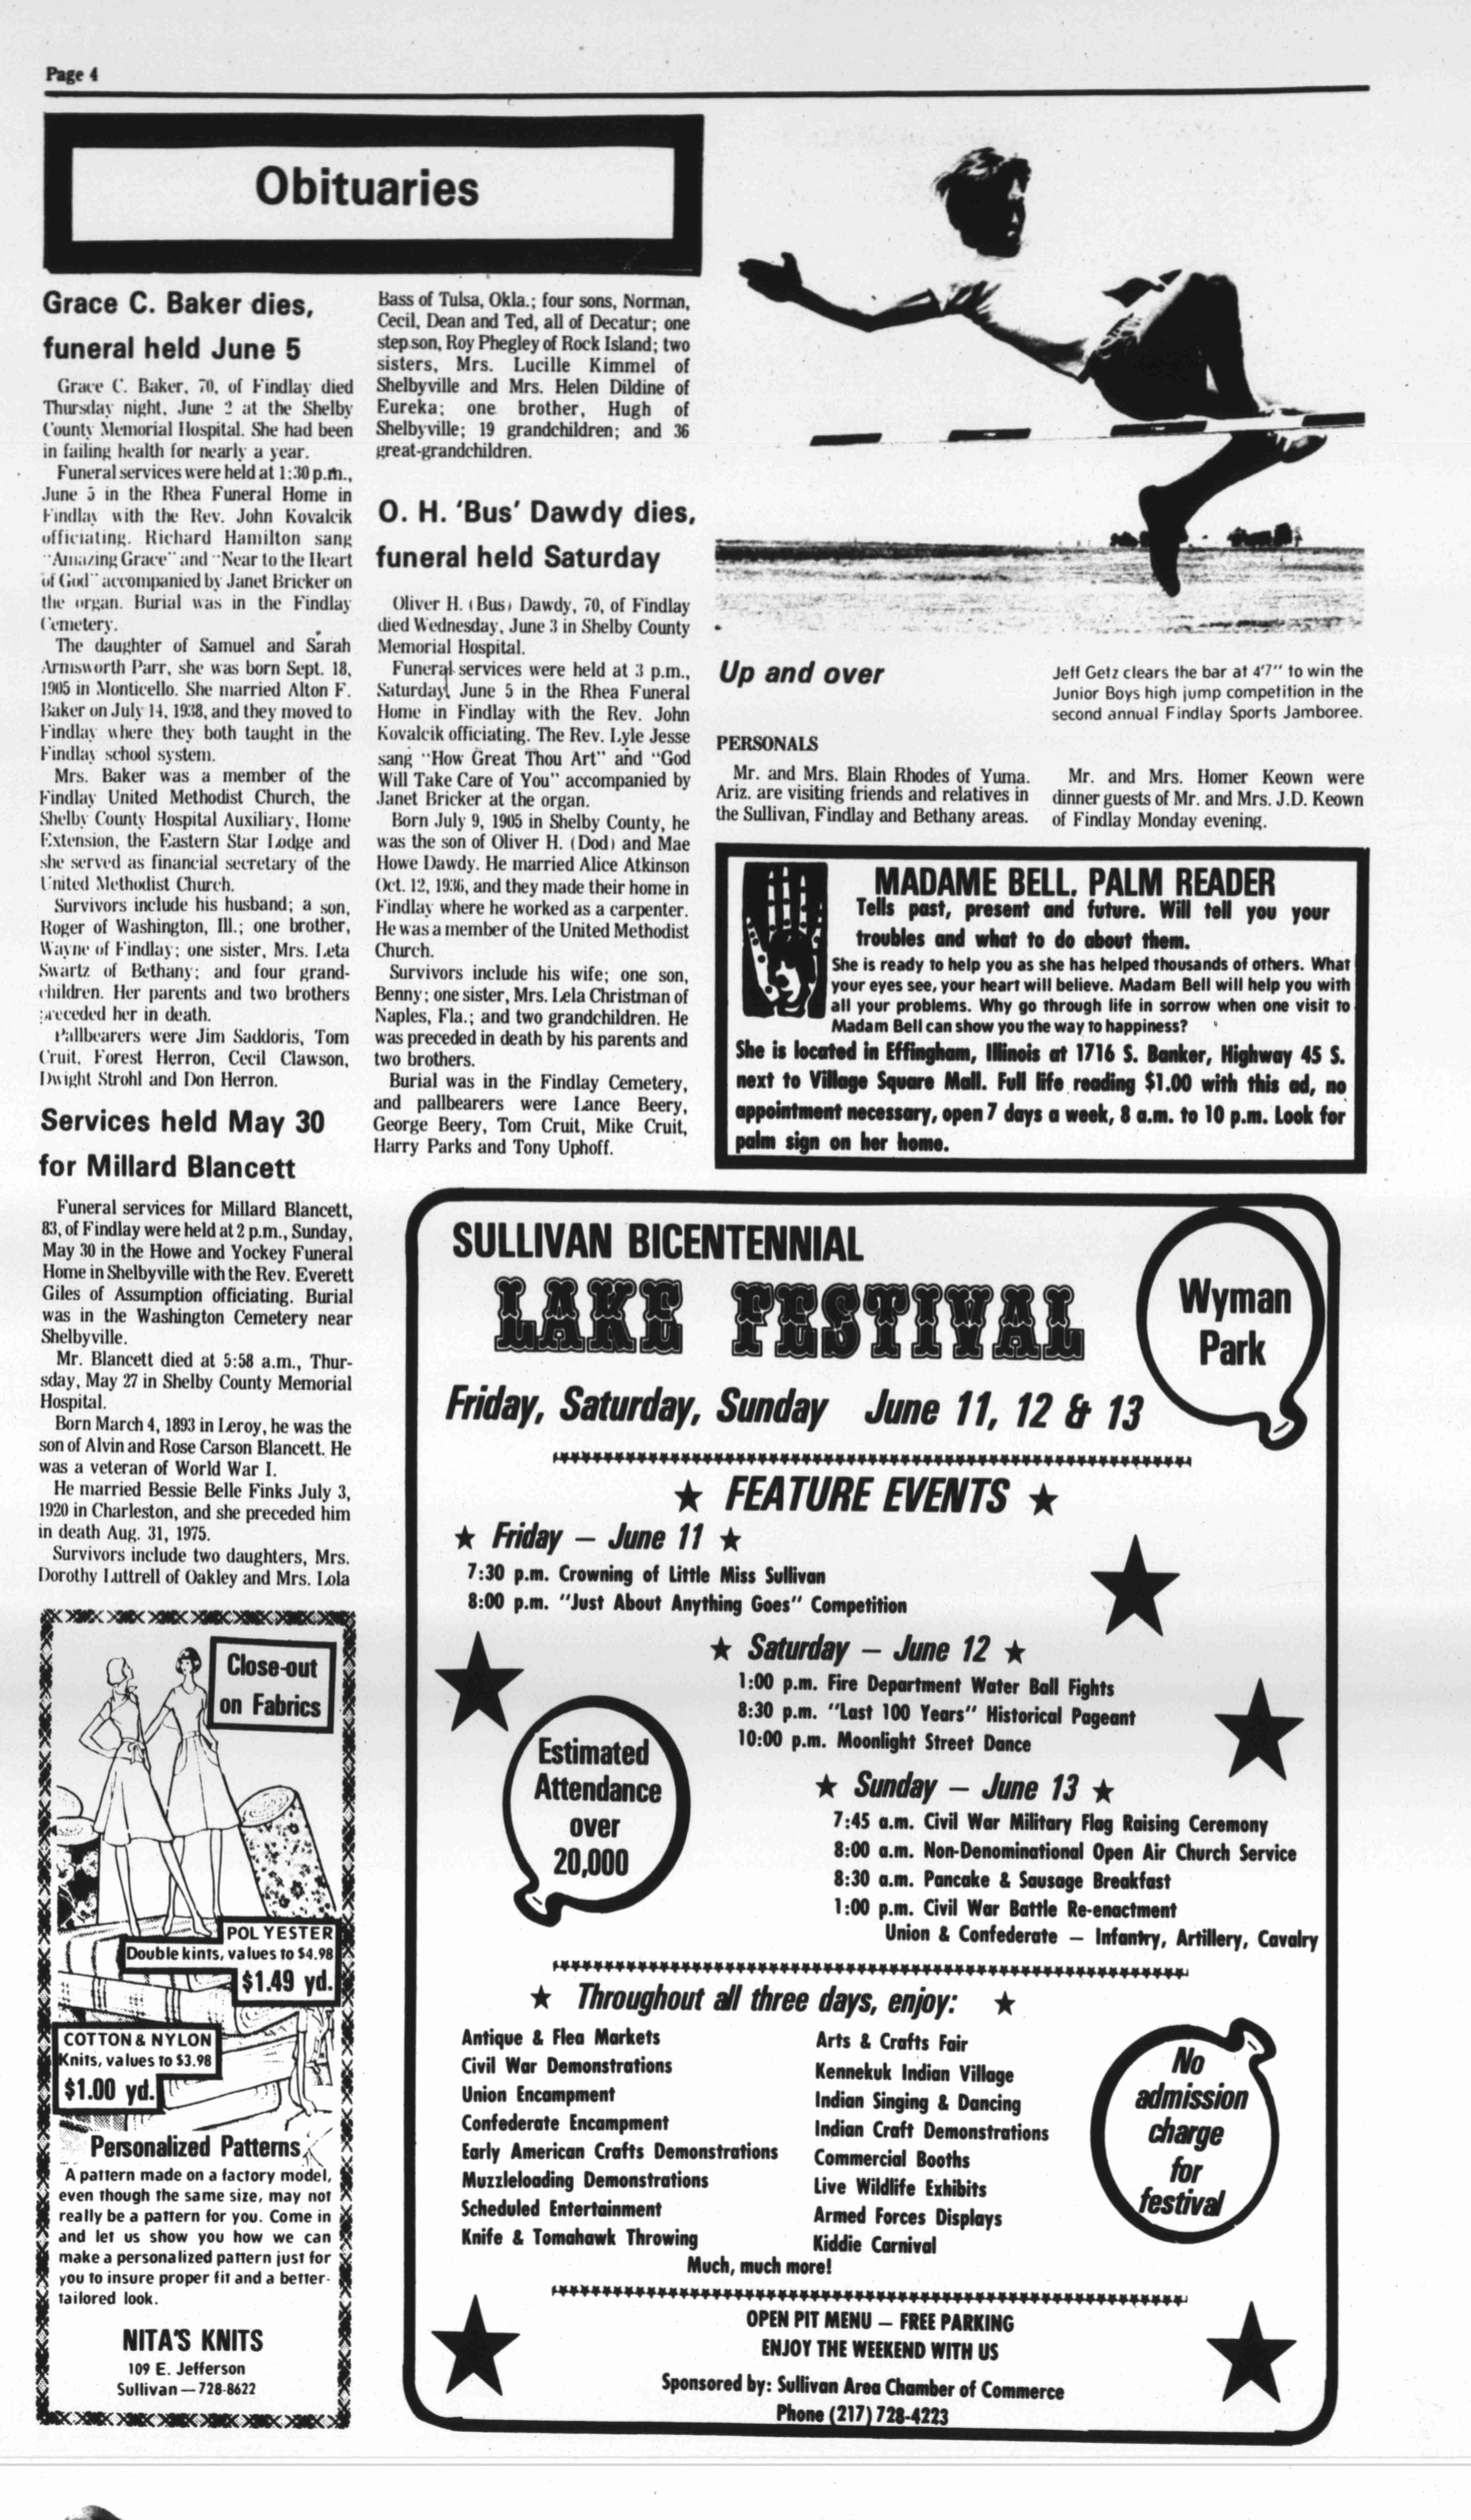 Page 4
Obituaries
Grace C. Baker dies,
funeral held June 5
Grace C. Baker, 70, of Findlay died
Thursday night, June 2 at the Shelby
County Memorial Hospital. She had been
in failing health for nearly a year.
Funeral services were held at 1:30 p.m.,
June 5 in the Rhea Funeral Home in
Findlay with the Rev. John Kovalcik
officiating. Richard Hamilton sang
"Amazing Grace" and "Near to the Heart
of God" accompanied by Janet Bricker on
the organ. Burial was in the Findlay
Cemetery.
The daughter of Samuel and Sarah
Armsworth Parr, she was born Sept. 18,
1905 in Monticello. She married Alton F.
Baker on July 14, 1938, and they moved to
Findlay where they both taught in the
Findlay school system.
Mrs. Baker was a member of the
Findlay United Methodist Church, the
Shelby County Hospital Auxiliary, Home
Extension, the Eastern Star Lodge and
she served as financial secretary of the
United Methodist Church.
Survivors include his husband; a son,
Roger of Washington, Ill.; one brother,
Wayne of Findlay; one sister, Mrs. Leta
Swartz of Bethany; and four grand-
children. Her parents and two brothers
preceded her in death.
Pallbearers were Jim Saddoris, Tom
Cruit, Forest Herron, Cecil Clawson,
Dwight Strohl and Don Herron.
Services held May 30
for Millard Blancett
Funeral services for Millard Blancett,
83, of Findlay were held at 2 p.m., Sunday,
May 30 in the Howe and Yockey Funeral
Home in Shelbyville with the Rev. Everett
Giles of Assumption officiating. Burial
was in the Washington Cemetery near
Shelbyville.
Mr. Blancett died at 5:58 a.m., Thur-
sday, May 27 in Shelby County Memorial
Hospital.
Born March 4, 1893 in Leroy, he was the
son of Alvin and Rose Carson Blancett. He
was a veteran of World War I.
He married Bessie Belle Finks July 3,
1920 in Charleston, and she preceded him
in death Aug. 31, 1975.
Survivors include two daughters, Mrs.
Dorothy Luttrell of Oakley and Mrs. Lola
Bass of Tulsa, Okla.; four sons, Norman,
Cecil, Dean and Ted, all of Decatur; one
step.son, Roy Phegley of Rock Island; two
sisters, Mrs. Lucille Kimmel of
Shelbyville and Mrs. Helen Dildine of
Eureka; one brother, Hugh of
Shelbyville; 19 grandchildren; and 36
great-grandchildren.
O. H. 'Bus' Dawdy dies,
funeral held Saturday
Oliver H. (Bus) Dawdy, 70, of Findlay
died Wednesday, June 3 in Shelby County
Memorial Hospital.
Funeral services were held at 3 p.m.,
Saturday, June 5 in the Rhea Funeral
Home in Findlay with the Rev. John
Kovalcik officiating. The Rev. Lyle Jesse
sang "How Great Thou Art" and "God
Will Take Care of You" accompanied by
Janet Bricker at the organ.
Born July 9, 1905 in Shelby County, he
was the son of Oliver H. (Dod) and Mae
Howe Dawdy. He married Alice Atkinson
Oct. 12, 1936, and they made their home in
Findlay where he worked as a carpenter.
He was a member of the United Methodist
Church.
Survivors include his wife; one son,
Benny; one sister, Mrs. Lela Christman of
Naples, Fla.; and two grandchildren. He
was preceded in death by his parents and
two brothers.
Burial was in the Findlay Cemetery,
and pallbearers were Lance Beery,
George Beery, Tom Cruit, Mike Cruit,
Harry Parks and Tony Uphoff.
Up and over
Jeff Getz clears the bar at 4'7" to win the
Junior Boys high jump competition in the
second annual Findlay Sports Jamboree.
PERSONALS
Mr. and Mrs. Blain Rhodes of Yuma.
Ariz. are visiting friends and relatives in
the Sullivan, Findlay and Bethany areas.
Mr. and Mrs. Homer Keown were
dinner guests of Mr. and Mrs. J.D. Keown
of Findlay Monday evening.
MADAME BELL, PALM READER
Tells past, present and future. Will tell you your
troubles and what to do about them.
She is ready to help you as she has helped thousands of others. What
your eyes see, your heart will believe. Madam Bell will help you with
all your problems. Why go through life in sorrow when one visit to
Madam Bell can show you the way to happiness?
She is located in Effingham, Illinois at 1716 S. Banker, Highway 45 S.
next to Village Square Mall. Full life reading $1.00 with this ad, no
appointment necessary, open 7 days a week, 8 a.m. to 10 p.m. Look for
palm sign on her home.
Close-out
on Fabrics
POLYESTER
Double kints, values to $4.98
$1.49 yd.
COTTON & NYLON
Knits, values to $3.98
$1.00 yd.
Personalized Patterns
A pattern made on a factory model,
even though the same size, may not
really be a pattern for you. Come in
and let us show you how we can
make a personalized pattern just for
you to insure proper fit and a better-
tailored look.
NITA'S KNITS
109 E. Jefferson
Sullivan — 728-8622
SULLIVAN BICENTENNIAL
LAKE FESTIVAL
Wyman
Park
Friday, Saturday, Sunday June 11, 12 & 13
★ FEATURE EVENTS ★
★ Friday — June 11 ★
7:30 p.m. Crowning of Little Miss Sullivan
8:00 p.m. "Just About Anything Goes" Competition
★ Saturday — June 12 ★
1:00 p.m. Fire Department Water Ball Fights
8:30 p.m. "Last 100 Years" Historical Pageant
10:00 p.m. Moonlight Street Dance
Estimated
Attendance
over
20,000
★ Sunday — June 13 ★
7:45 a.m. Civil War Military Flag Raising Ceremony
8:00 a.m. Non-Denominational Open Air Church Service
8:30 a.m. Pancake & Sausage Breakfast
1:00 p.m. Civil War Battle Re-enactment
Union & Confederate — Infantry, Artillery, Cavalry
★ Throughout all three days, enjoy: ★
Antique & Flea Markets
Civil War Demonstrations
Union Encampment
Confederate Encampment
Early American Crafts Demonstrations
Muzzleloading Demonstrations
Scheduled Entertainment
Knife & Tomahawk Throwing
Arts & Crafts Fair
Kennekuk Indian Village
Indian Singing & Dancing
Indian Craft Demonstrations
Commercial Booths
Live Wildlife Exhibits
Armed Forces Displays
Kiddie Carnival
Much, much more!
No
admission
charge
for
festival
OPEN PIT MENU — FREE PARKING
ENJOY THE WEEKEND WITH US
Sponsored by: Sullivan Area Chamber of Commerce
Phone (217) 728-4223